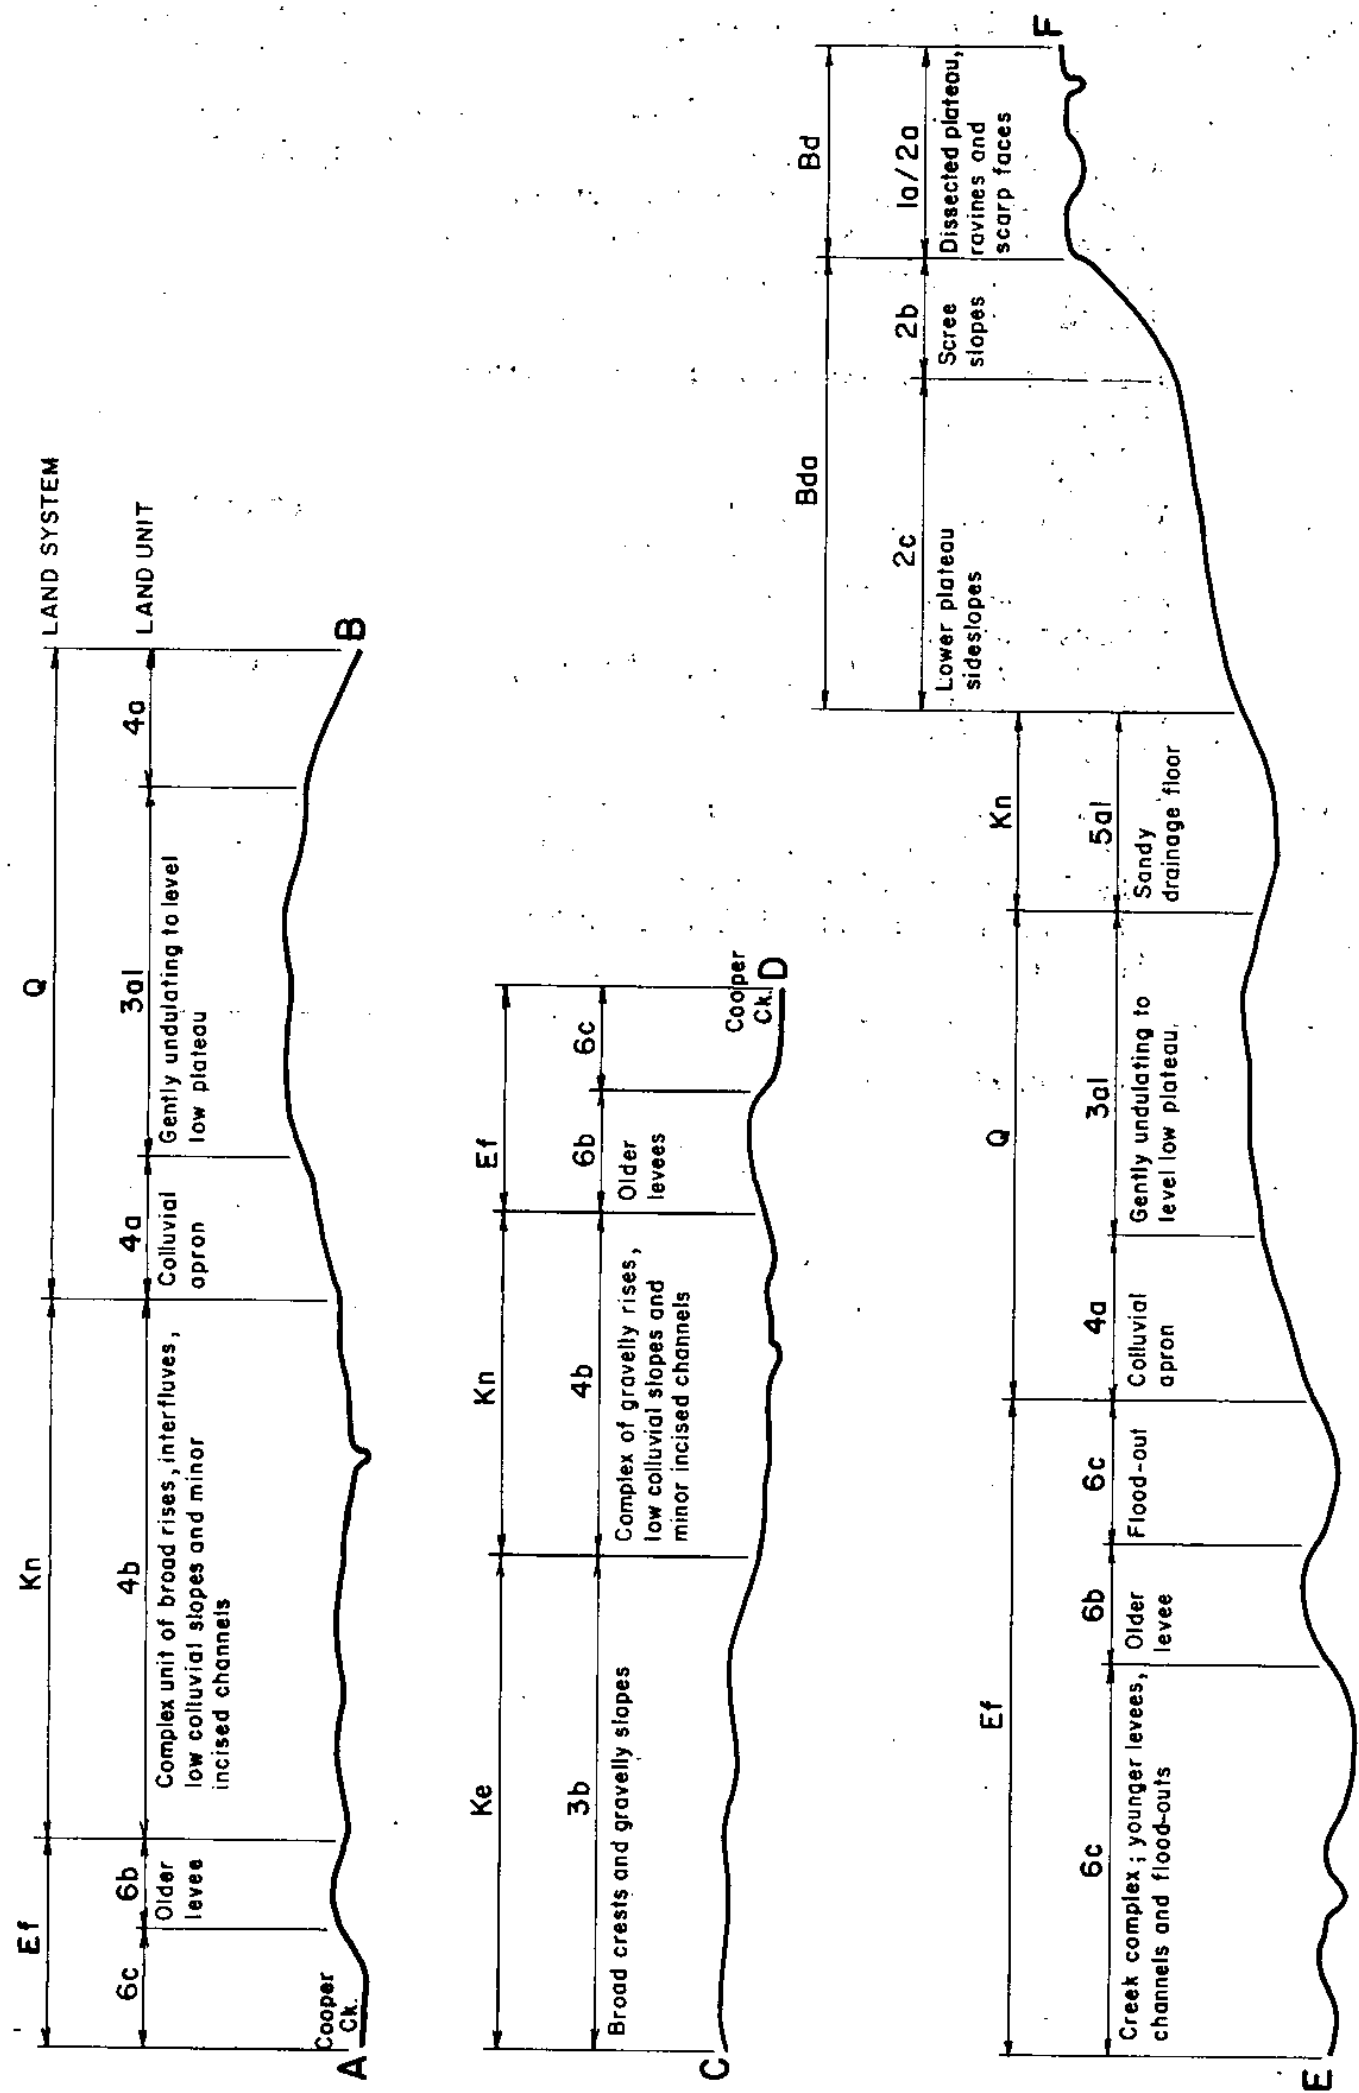 LAND SYSTEM
Ef
Kn
Q
LAND UNIT
6c
6b
4b
4a
3al
4a
Cooper
Ck.
Older
levee
Complex unit of broad rises, interfluves,
low colluvial slopes and minor
incised channels
Colluvial
apron
Gently undulating to level
low plateau
A
B
Ke
Kn
Ef
3b
4b
6b
6c
Broad crests and gravelly slopes
Complex of gravelly rises,
low colluvial slopes and
minor incised channels
Older
levees
Cooper
Ck.
C
D
Ef
Q
Kn
Bda
Bd
6c
6b
6c
4a
3al
5al
2c
2b
1a/2a
Creek complex; younger levees,
channels and flood-outs
Older
levee
Flood-out
Colluvial
apron
Gently undulating to
level low plateau.
Sandy
drainage floor
Lower plateau
sideslopes
Scree
slopes
Dissected plateau,
ravines and
scarp faces
E
F